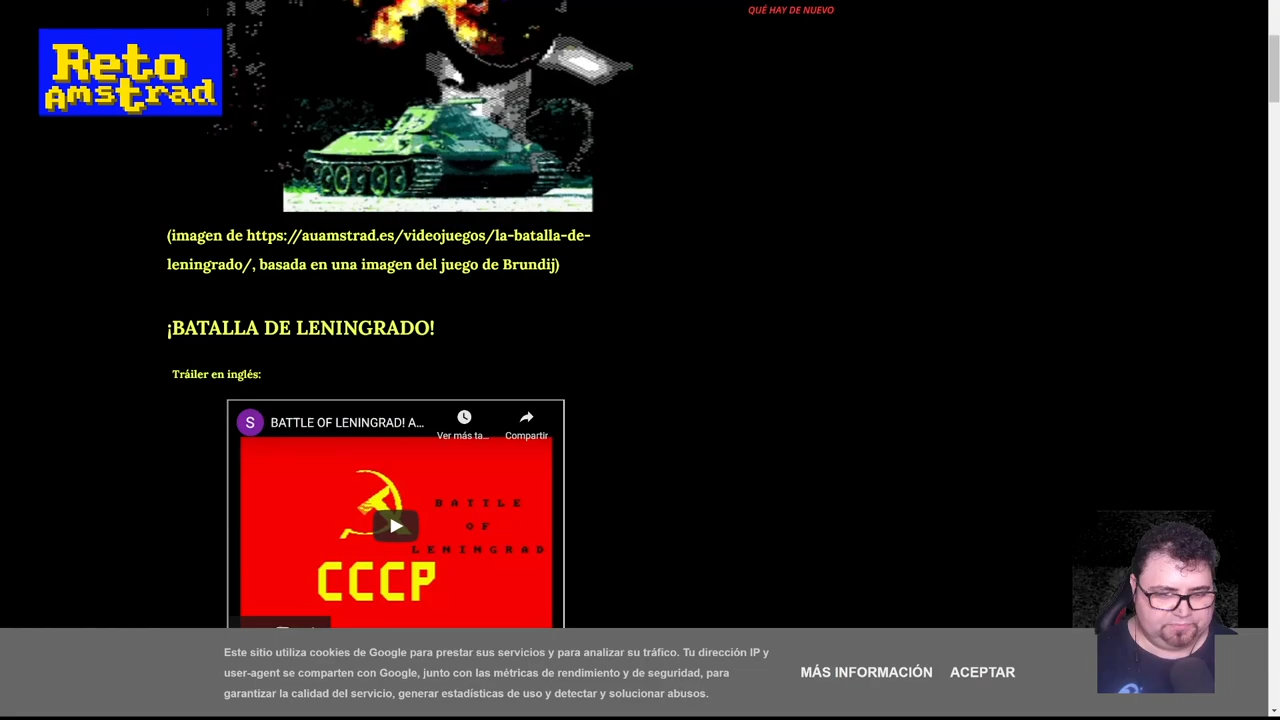 QUÉ HAY DE NUEVO
Reto
Amstrad
(imagen de https://auamstrad.es/videojuegos/la-batalla-de-
leningrado/, basada en una imagen del juego de Brundij)
¡BATALLA DE LENINGRADO!
Tráiler en inglés:
S
BATTLE OF LENINGRAD! A...
Ver más ta...
Compartir
BATTLE
OF
LENINGRAD
CCCP
Este sitio utiliza cookies de Google para prestar sus servicios y para analizar su tráfico. Tu dirección IP y
user-agent se comparten con Google, junto con las métricas de rendimiento y de seguridad, para
garantizar la calidad del servicio, generar estadísticas de uso y detectar y solucionar abusos.
MÁS INFORMACIÓN
ACEPTAR